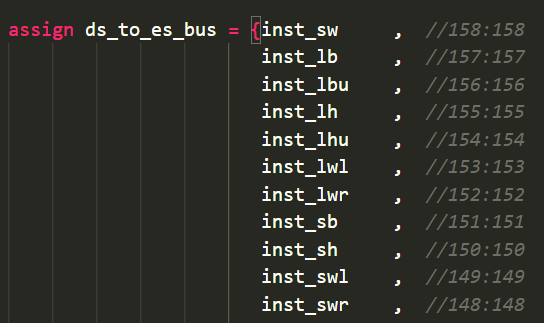 assign ds_to_es_bus = {inst_sw , //158:158
inst_lb , //157:157
inst_lbu , //156:156
inst_lh , //155:155
inst_lhu , //154:154
inst_lwl , //153:153
inst_lwr , //152:152
inst_sb , //151:151
inst_sh , //150:150
inst_swl , //149:149
inst_swr , //148:148